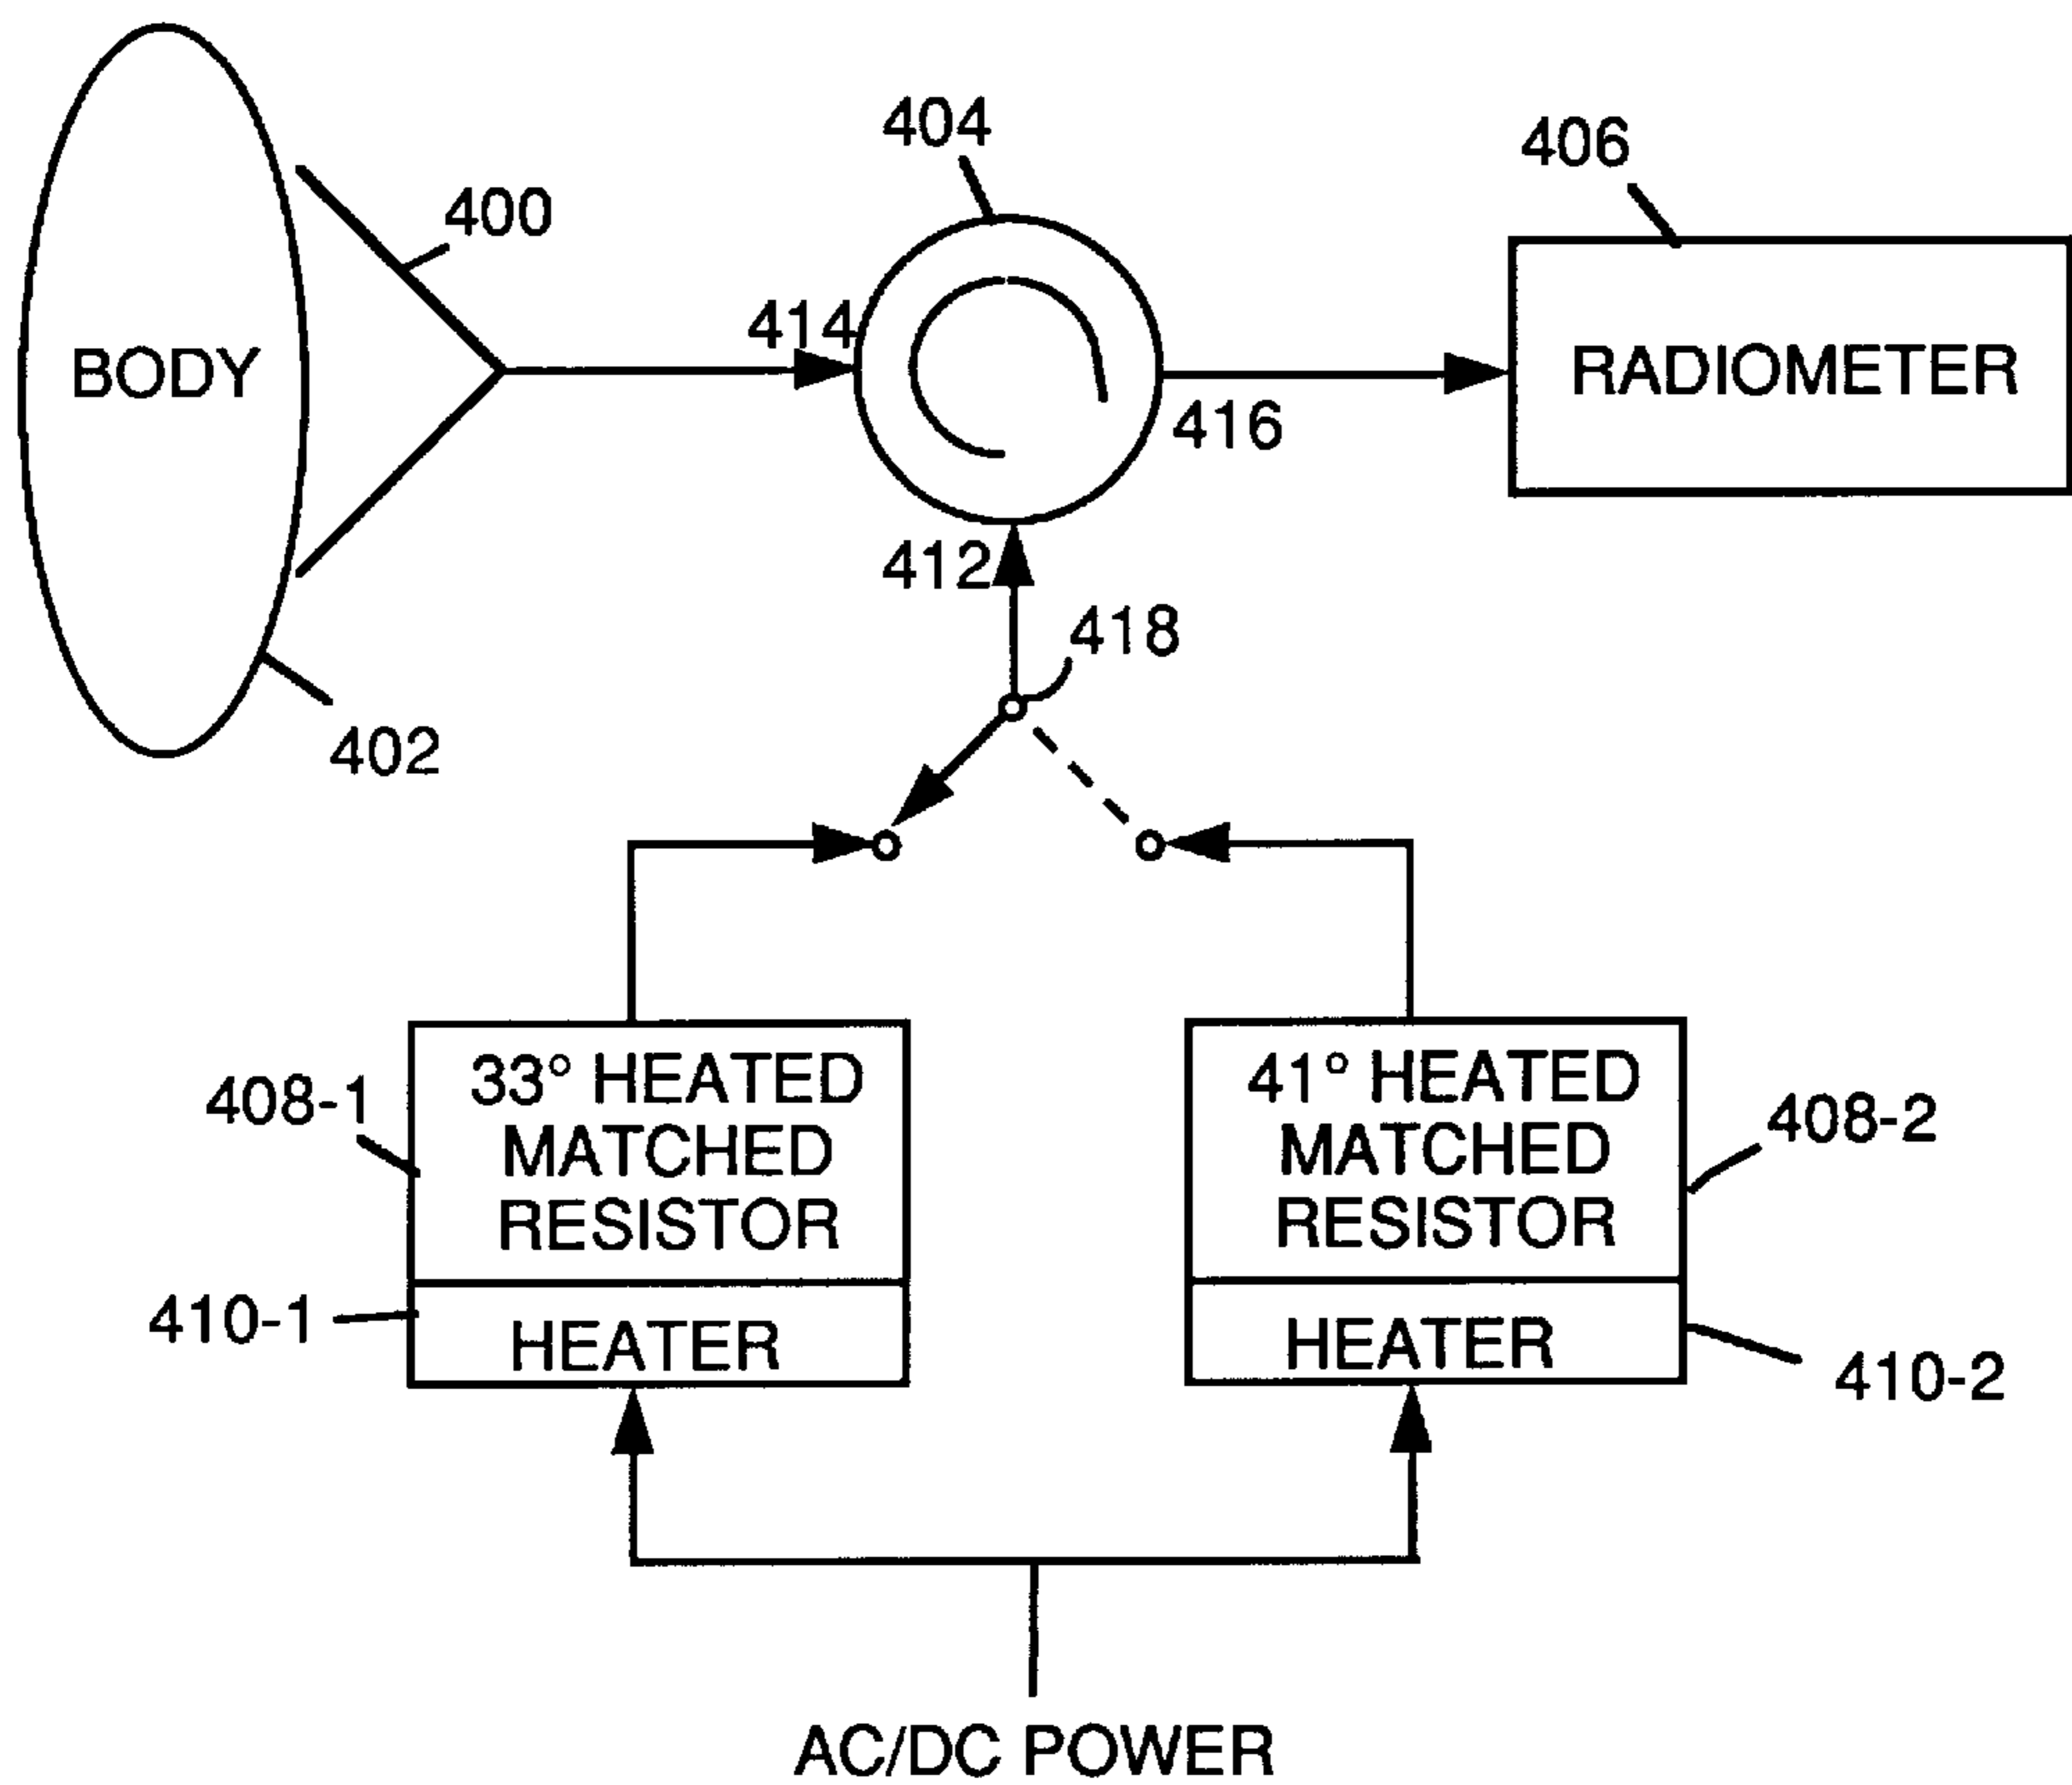 404
406
400
414
BODY
RADIOMETER
416
412
418
402
33° HEATED
MATCHED
RESISTOR
41° HEATED
MATCHED
RESISTOR
408-1
408-2
410-1
HEATER
HEATER
410-2
AC/DC POWER